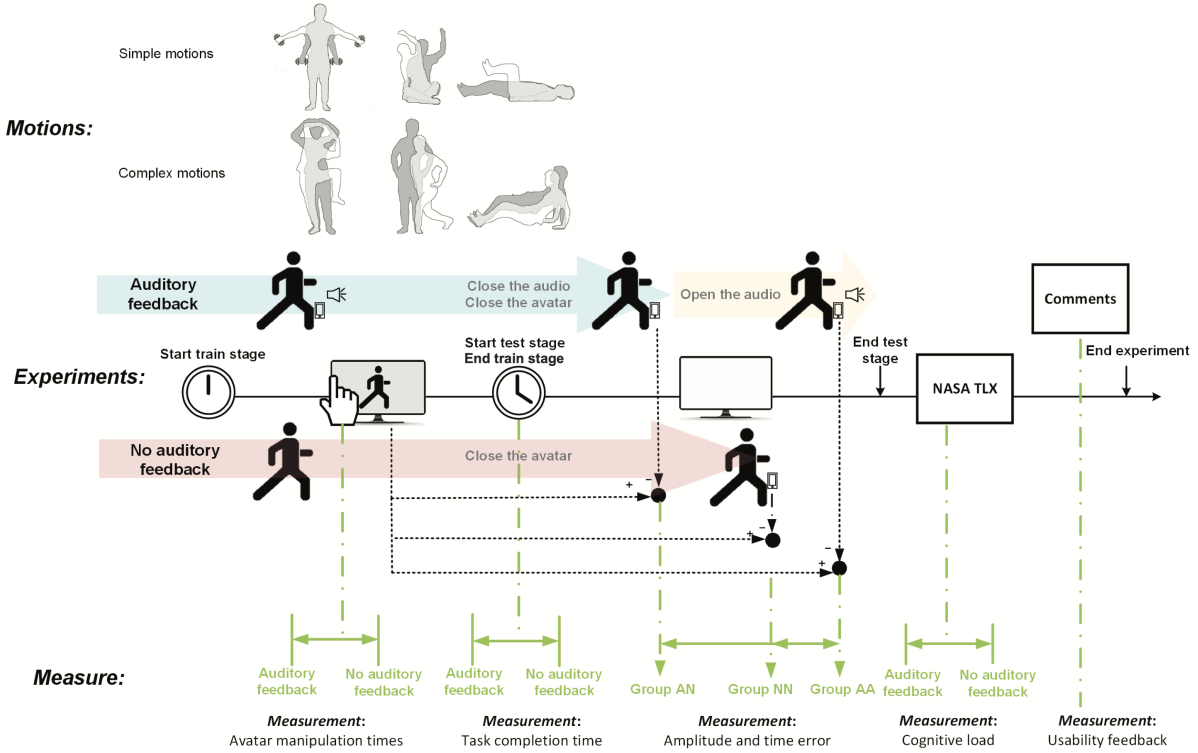 Simple motions
Motions:
Complex motions
Auditory
feedback
Close the audio
Close the avatar
Open the audio
Comments
Start train stage
Start test stage
End train stage
End test
stage
End experiment
Experiments:
NASA TLX
No auditory
feedback
Close the avatar
+
−
+
−
+
−
Measure:
Auditory
feedback
No auditory
feedback
Auditory
feedback
No auditory
feedback
Group AN
Group NN
Group AA
Auditory
feedback
No auditory
feedback
Measurement:
Avatar manipulation times
Measurement:
Task completion time
Measurement:
Amplitude and time error
Measurement:
Cognitive load
Measurement:
Usability feedback